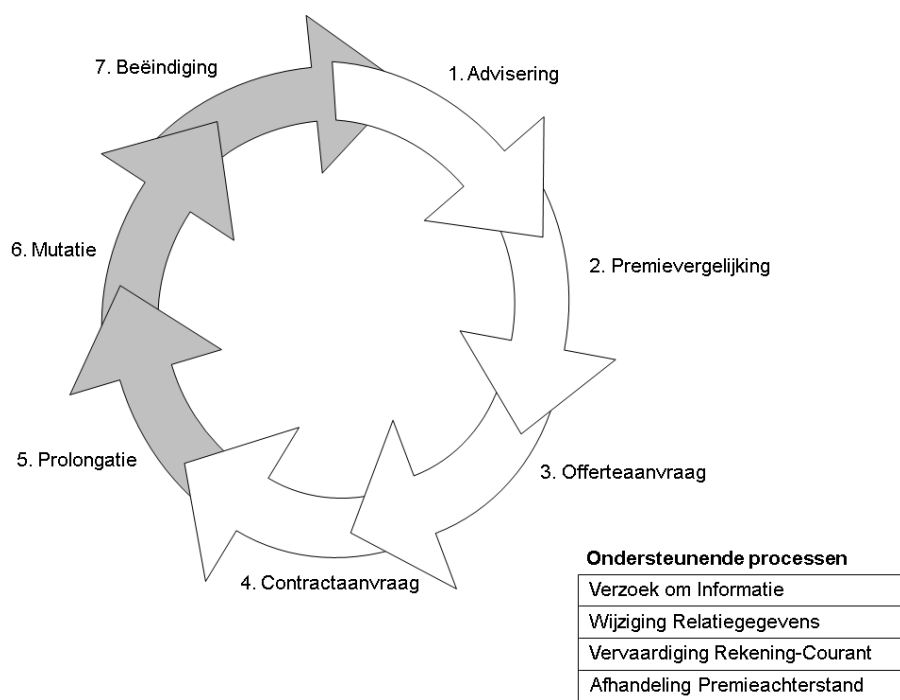 7. Beëindiging
1. Advisering
6. Mutatie
2. Premievergelijking
5. Prolongatie
3. Offerteaanvraag
4. Contractaanvraag
Ondersteunende processen
Verzoek om Informatie
Wijziging Relatiegegevens
Vervaardiging Rekening-Courant
Afhandeling Premieachterstand